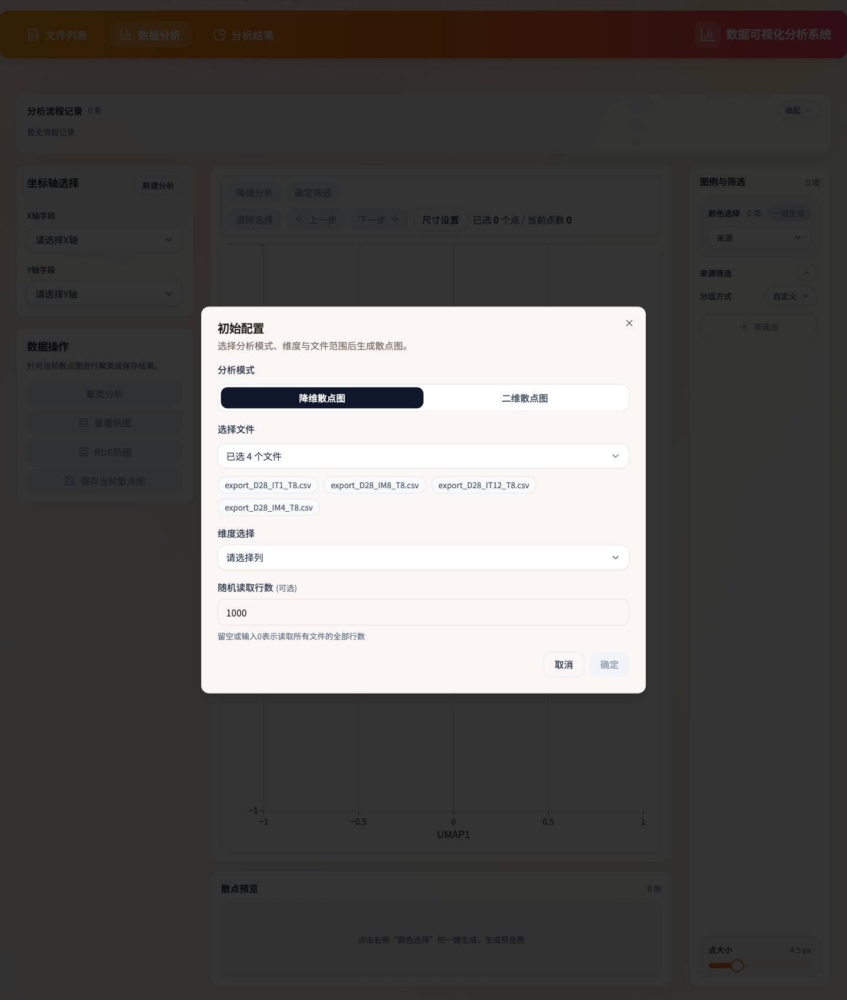 文件列表
数据分析
分析结果
数据可视化分析系统
分析流程记录 0 条
收起
暂无流程记录
坐标轴选择
新建分析
X轴字段
请选择X轴
Y轴字段
请选择Y轴
数据操作
针对当前散点图进行聚类或保存结果。
聚类分析
查看热图
ROE热图
保存当前散点图
降维分析
确定筛选
清除选择
上一步
下一步
尺寸设置
已选 0 个点 / 当前点数 0
图例与筛选
0 项
颜色选择
0 项
一键生成
来源
来源筛选
分组方式
自定义
新建组
初始配置
选择分析模式、维度与文件范围后生成散点图。
分析模式
降维散点图
二维散点图
选择文件
已选 4 个文件
export_D28_IT1_T8.csv
export_D28_IM8_T8.csv
export_D28_IT12_T8.csv
export_D28_IM4_T8.csv
维度选择
请选择列
随机读取行数 (可选)
1000
留空或输入0表示读取所有文件的全部行数
取消
确定
−1
−1
−0.5
0
0.5
1
UMAP1
散点预览
0 张
点击右侧“颜色选择”的一键生成，生成预览图
点大小
4.5 px